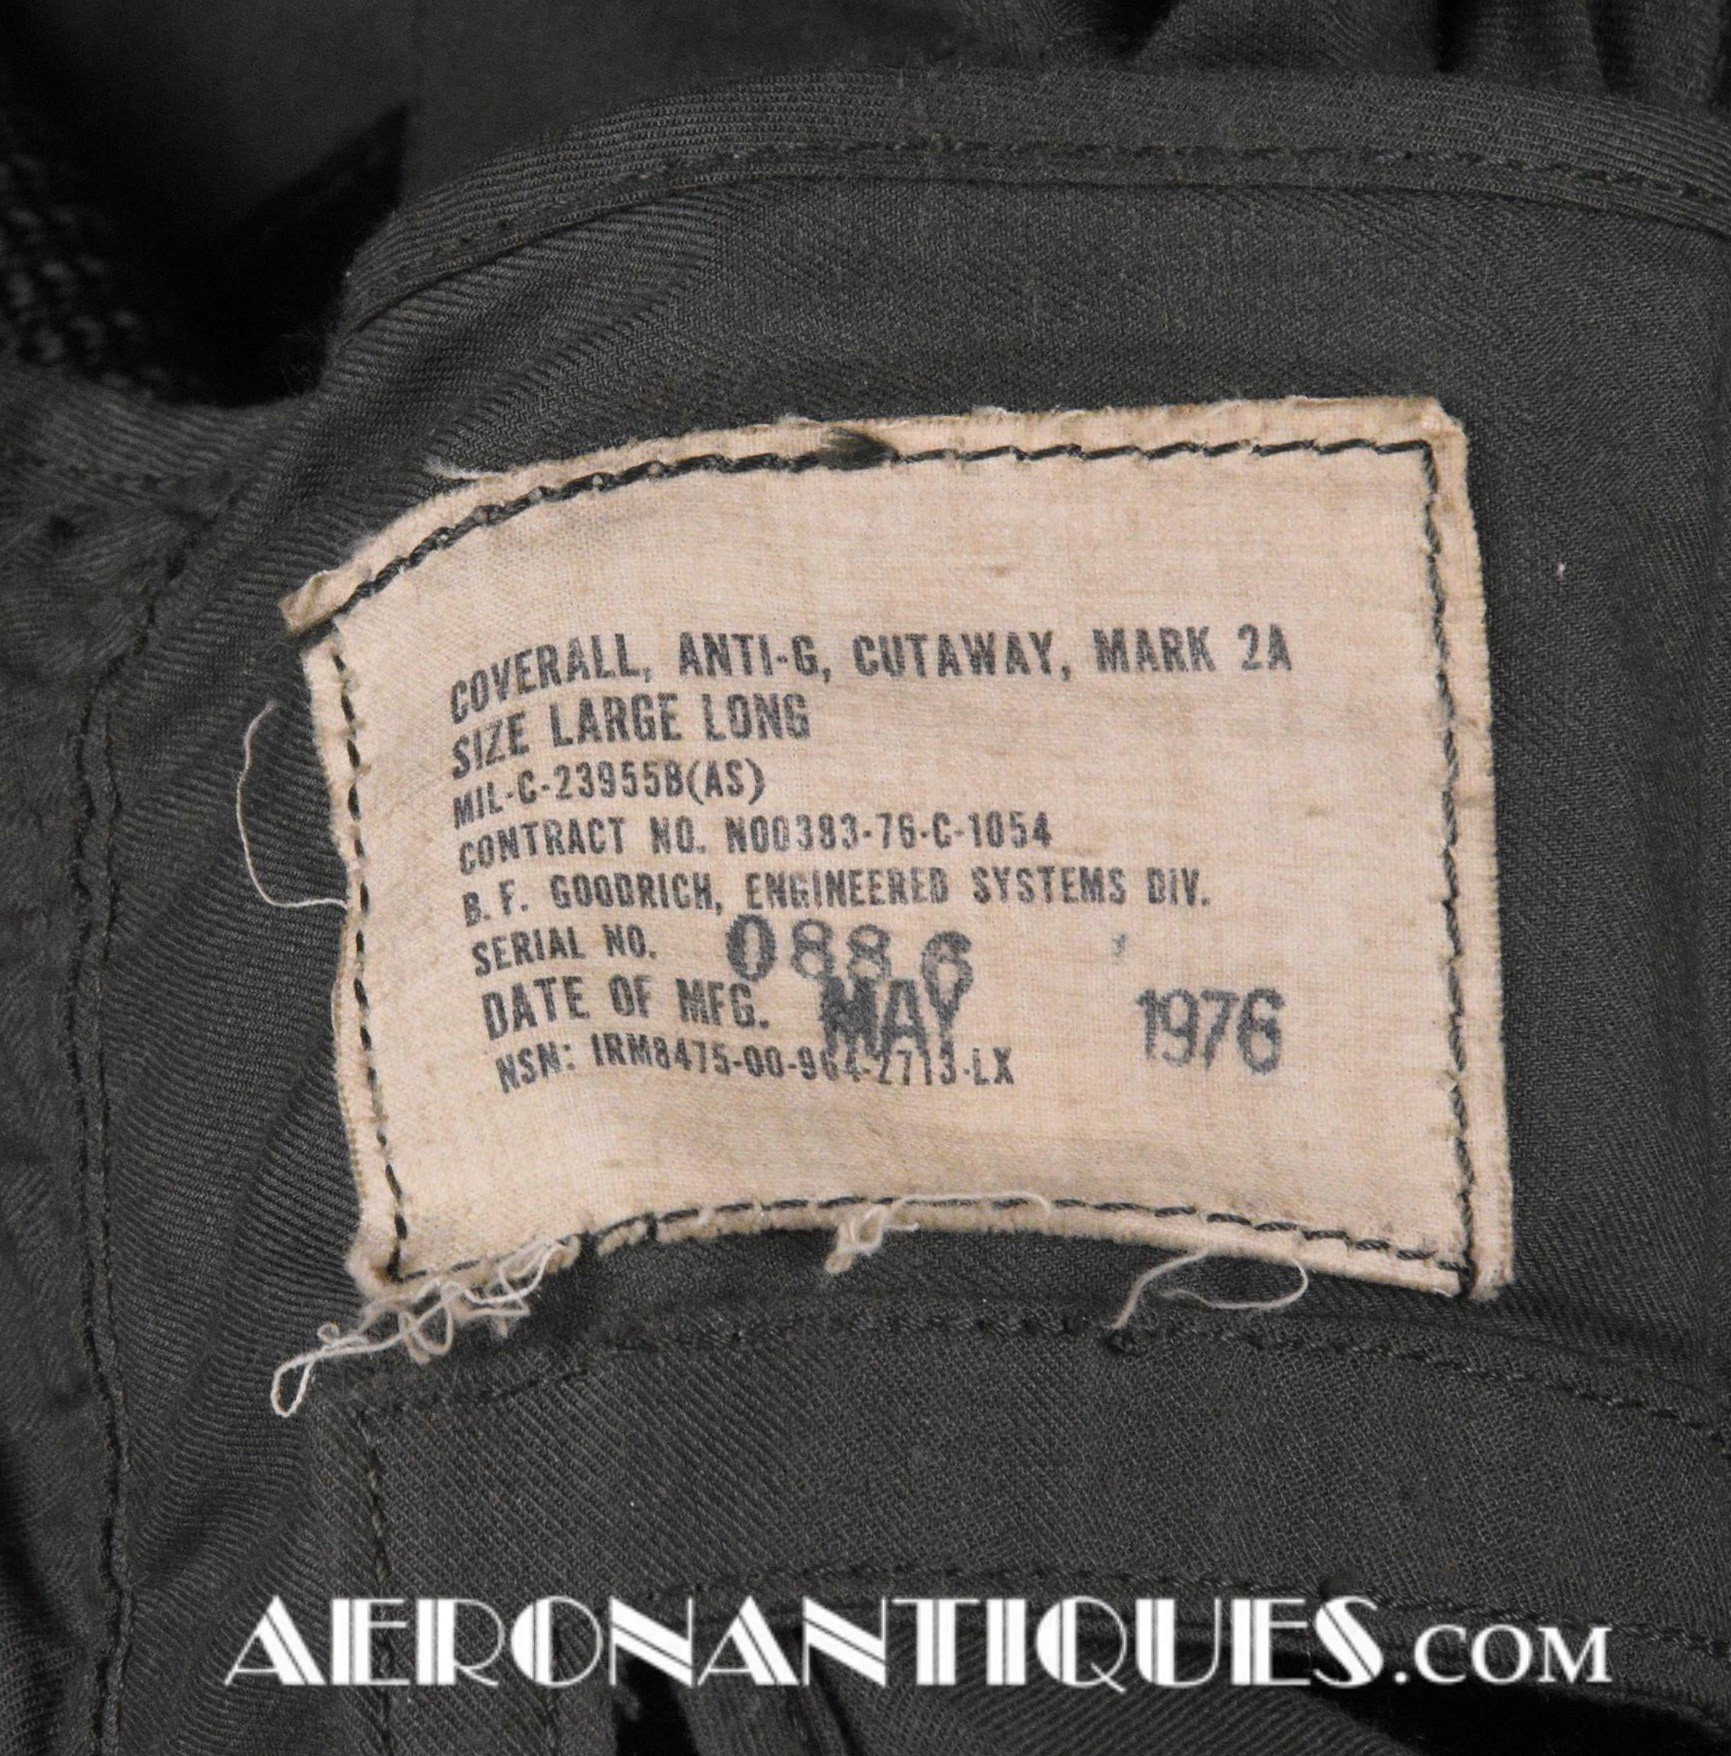 COVERALL, ANTI-G, CUTAWAY, MARK 2A
SIZE LARGE LONG
MIL-C-23955B(AS)
CONTRACT NO. N00383-76-C-1054
B.F. GOODRICH, ENGINEERED SYSTEMS DIV.
SERIAL NO. 0886
DATE OF MFG. MAY 1976
NSN: IRM8475-00-964-2713-LX
AERONANTIQUES.COM